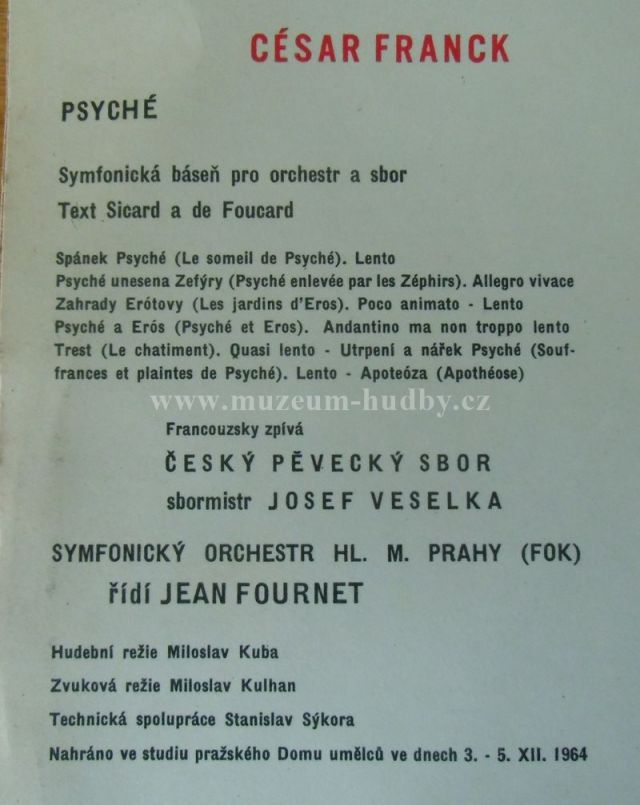 CÉSAR FRANCK
PSYCHÉ
Symfonická báseň pro orchestr a sbor
Text Sicard a de Foucard
Spánek Psyché (Le someil de Psyché). Lento
Psyché unesena Zefýry (Psyché enlevée par les Zéphirs). Allegro vivace
Zahrady Erótovy (Les jardins d'Eros). Poco animato - Lento
Psyché a Erós (Psyché et Eros). Andantino ma non troppo lento
Trest (Le chatiment). Quasi lento - Utrpení a nářek Psyché (Souf-
frances et plaintes de Psyché). Lento - Apoteóza (Apothéose)
www.muzeum-hudby.cz
Francouzsky zpívá
ČESKÝ PĚVECKÝ SBOR
sbormistr JOSEF VESELKA
SYMFONICKÝ ORCHESTR HL. M. PRAHY (FOK)
řídí JEAN FOURNET
Hudební režie Miloslav Kuba
Zvuková režie Miloslav Kulhan
Technická spolupráce Stanislav Sýkora
Nahráno ve studiu pražského Domu umělců ve dnech 3. - 5. XII. 1964